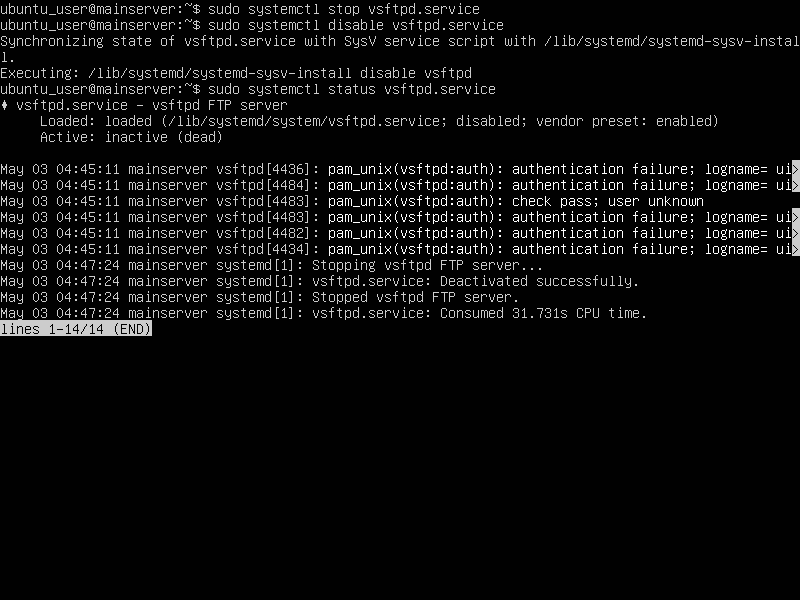 ubuntu_user@mainserver:~$ sudo systemctl stop vsftpd.service
ubuntu_user@mainserver:~$ sudo systemctl disable vsftpd.service
Synchronizing state of vsftpd.service with SysV service script with /lib/systemd/systemd-sysv-instal
l.
Executing: /lib/systemd/systemd-sysv-install disable vsftpd
ubuntu_user@mainserver:~$ sudo systemctl status vsftpd.service
♦ vsftpd.service - vsftpd FTP server
     Loaded: loaded (/lib/systemd/system/vsftpd.service; disabled; vendor preset: enabled)
     Active: inactive (dead)

May 03 04:45:11 mainserver vsftpd[4436]: pam_unix(vsftpd:auth): authentication failure; logname= ui>
May 03 04:45:11 mainserver vsftpd[4484]: pam_unix(vsftpd:auth): authentication failure; logname= ui>
May 03 04:45:11 mainserver vsftpd[4483]: pam_unix(vsftpd:auth): check pass; user unknown
May 03 04:45:11 mainserver vsftpd[4483]: pam_unix(vsftpd:auth): authentication failure; logname= ui>
May 03 04:45:11 mainserver vsftpd[4482]: pam_unix(vsftpd:auth): authentication failure; logname= ui>
May 03 04:45:11 mainserver vsftpd[4434]: pam_unix(vsftpd:auth): authentication failure; logname= ui>
May 03 04:47:24 mainserver systemd[1]: Stopping vsftpd FTP server...
May 03 04:47:24 mainserver systemd[1]: vsftpd.service: Deactivated successfully.
May 03 04:47:24 mainserver systemd[1]: Stopped vsftpd FTP server.
May 03 04:47:24 mainserver systemd[1]: vsftpd.service: Consumed 31.731s CPU time.
lines 1-14/14 (END)